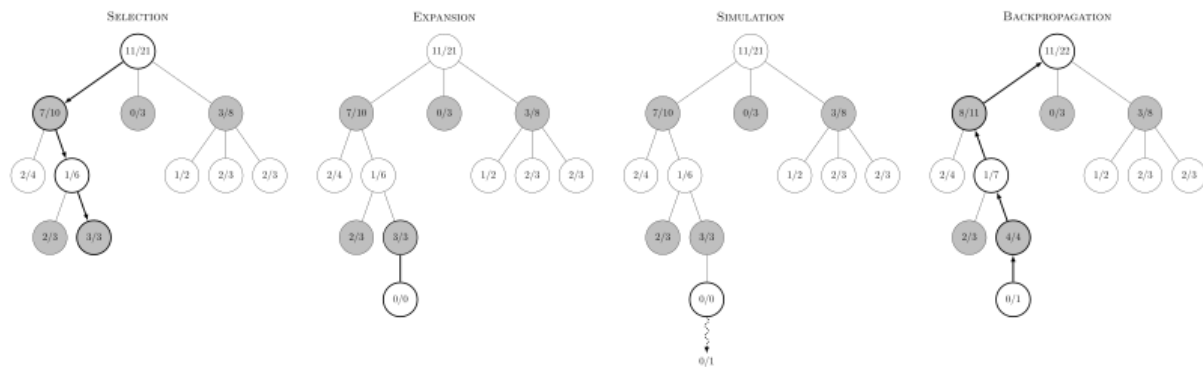 SELECTION EXPANSION SIMULATION BACKPROPAGATION
11/21 11/21 11/21 11/22
7/10 0/3 3/8 7/10 0/3 3/8 7/10 0/3 3/8 8/11 0/3 3/8
2/4 1/6 1/2 2/3 2/3 2/4 1/6 1/2 2/3 2/3 2/4 1/6 1/2 2/3 2/3 2/4 1/7 1/2 2/3 2/3
2/3 3/3 2/3 3/3 2/3 3/3 2/3 4/4
0/0 0/0 0/1
0/1